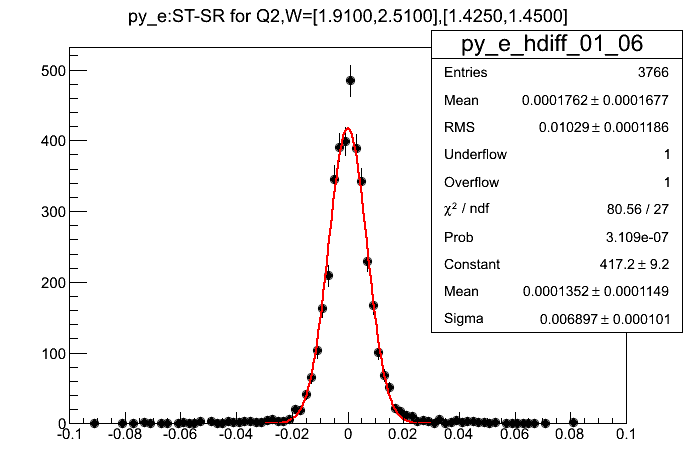 py_e:ST-SR for Q2,W=[1.9100,2.5100],[1.4250,1.4500]
py_e_hdiff_01_06
Entries 3766
Mean 0.0001762 ± 0.0001677
RMS 0.01029 ± 0.0001186
Underflow 1
Overflow 1
χ² / ndf 80.56 / 27
Prob 3.109e-07
Constant 417.2 ± 9.2
Mean 0.0001352 ± 0.0001149
Sigma 0.006897 ± 0.000101
500
400
300
200
100
0
-0.1 -0.08 -0.06 -0.04 -0.02 0 0.02 0.04 0.06 0.08 0.1